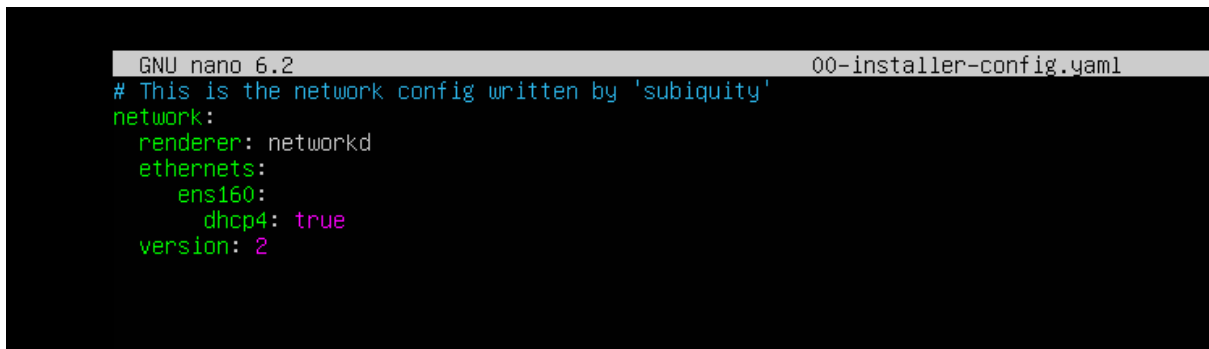 GNU nano 6.2 00-installer-config.yaml
# This is the network config written by 'subiquity'
network:
  renderer: networkd
  ethernets:
     ens160:
       dhcp4: true
  version: 2